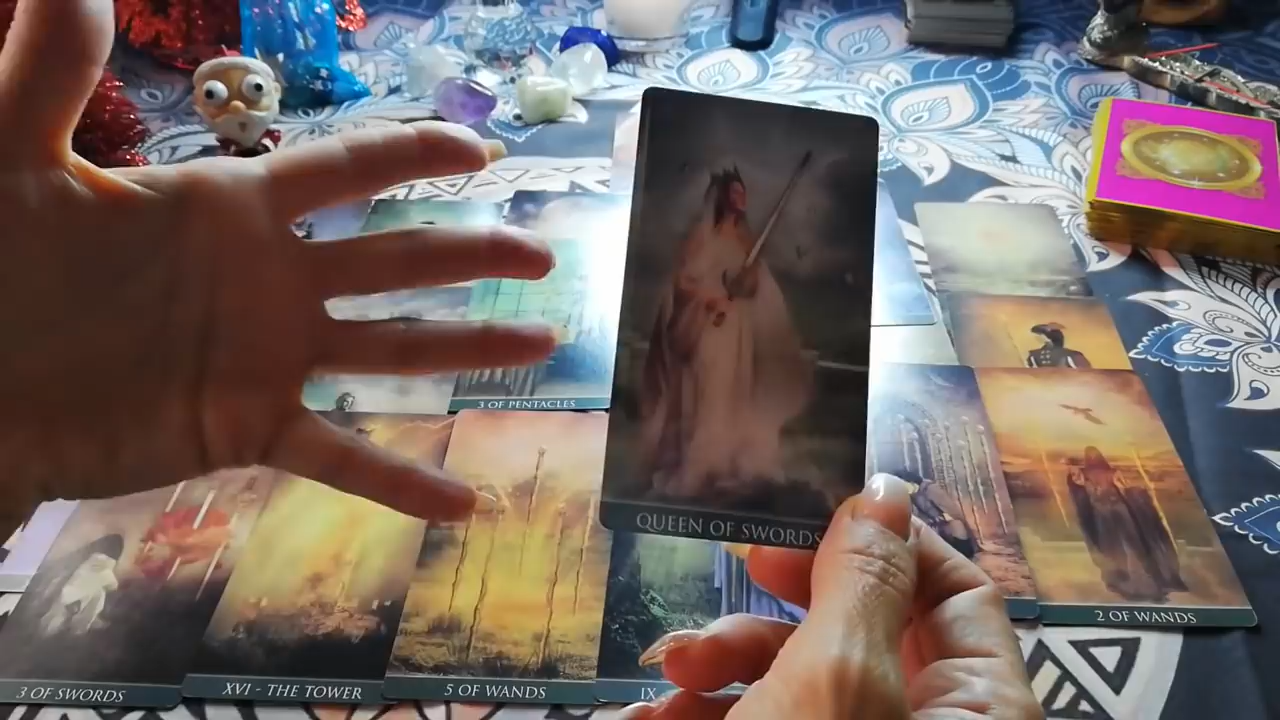 3 OF PENTACLES
QUEEN OF SWORDS
2 OF WANDS
3 OF SWORDS
XVI - THE TOWER
5 OF WANDS
IX